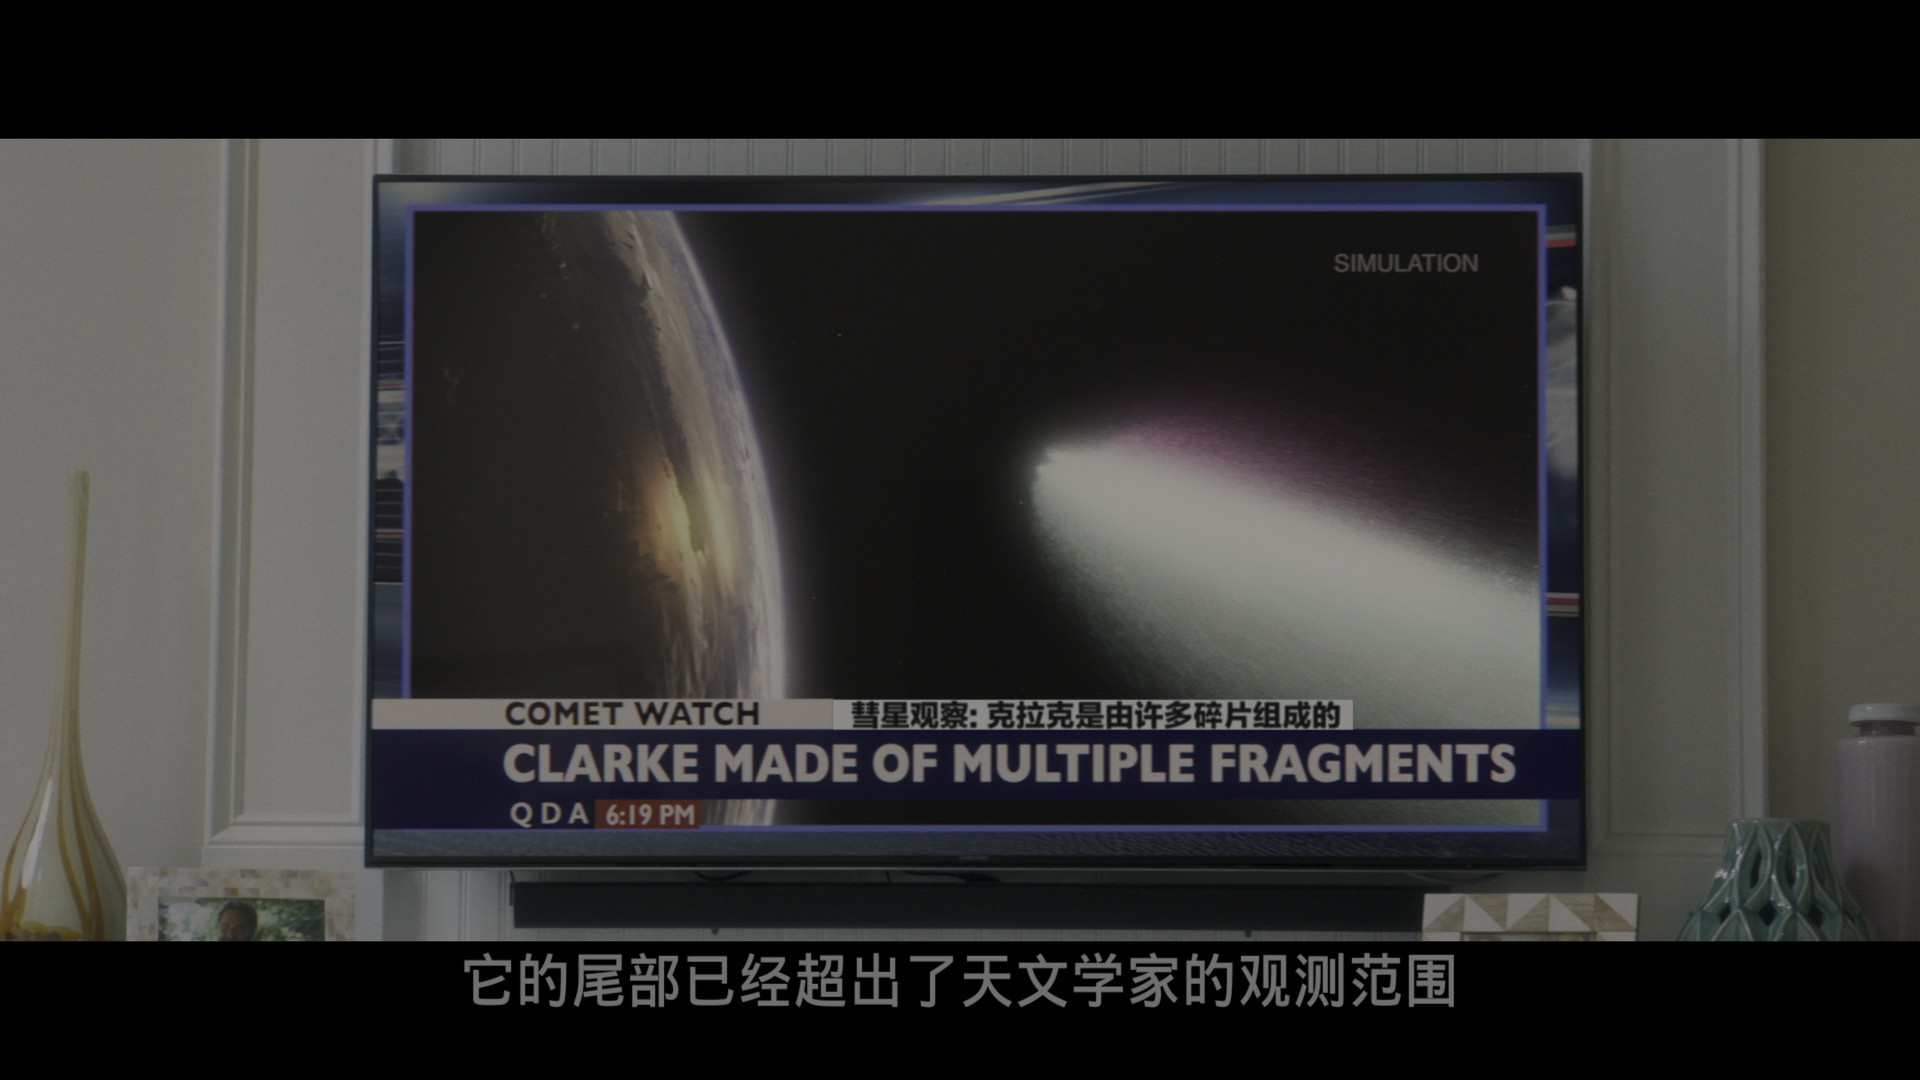 SIMULATION
COMET WATCH
彗星观察: 克拉克是由许多碎片组成的
CLARKE MADE OF MULTIPLE FRAGMENTS
QDA 6:19 PM
它的尾部已经超出了天文学家的观测范围